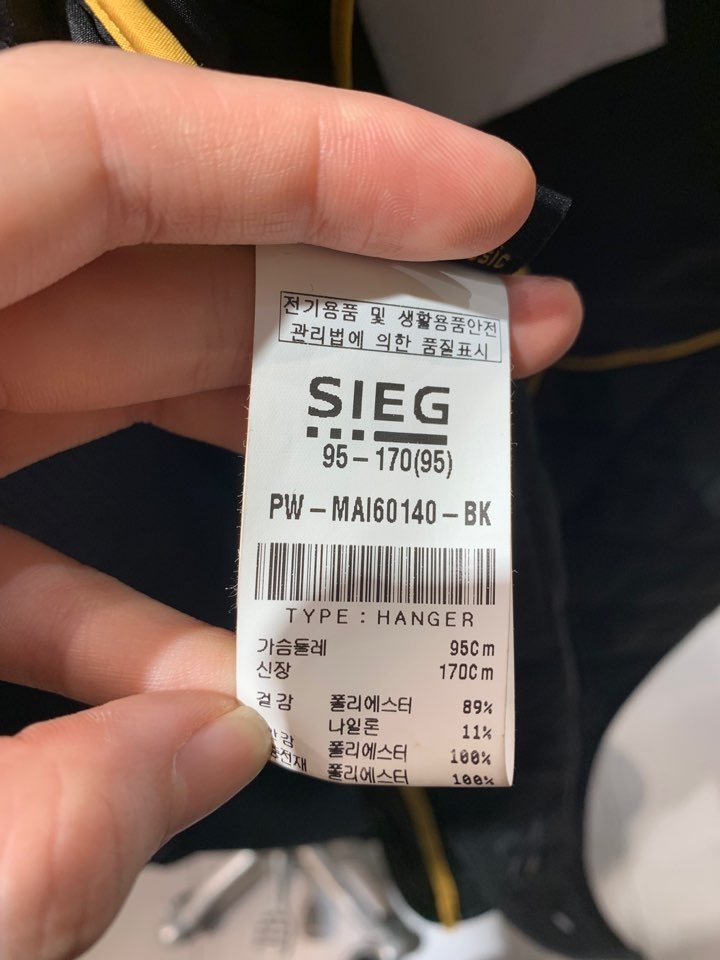 전기용품 및 생활용품안전
관리법에 의한 품질표시
SIEG
95-170(95)
PW-MAI60140-BK
TYPE : HANGER
가슴둘레 95Cm
신장 170Cm
겉감 폴리에스터 89%
나일론 11%
폴리에스터 100%
폴리에스터 100%